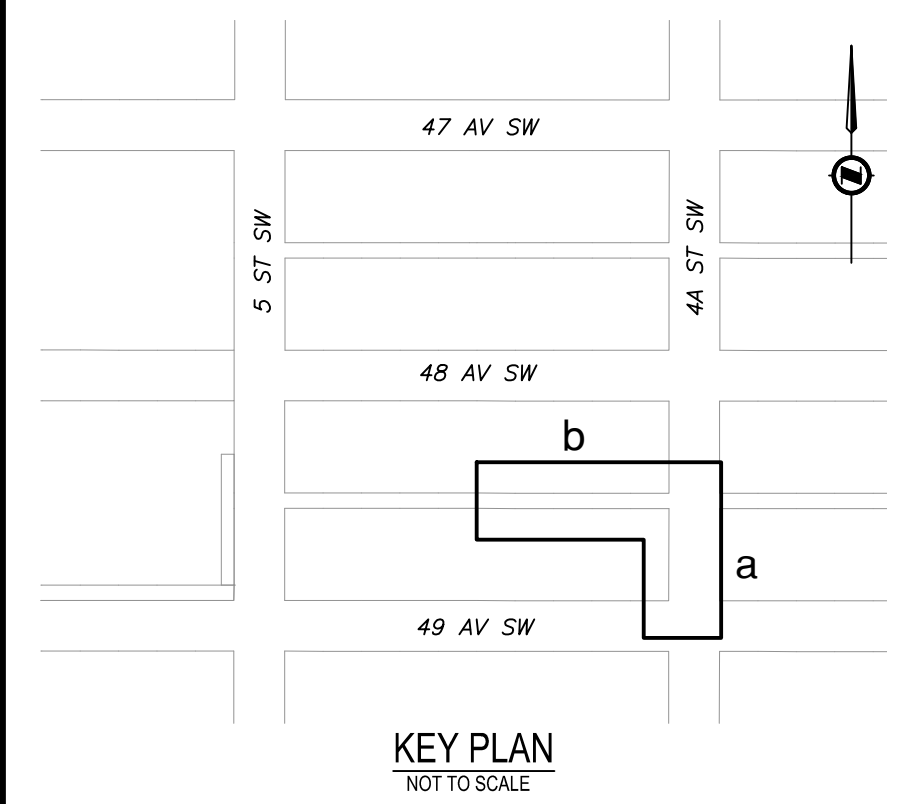 47 AV SW
5 ST SW
4A ST SW
48 AV SW
b
a
49 AV SW
KEY PLAN
NOT TO SCALE